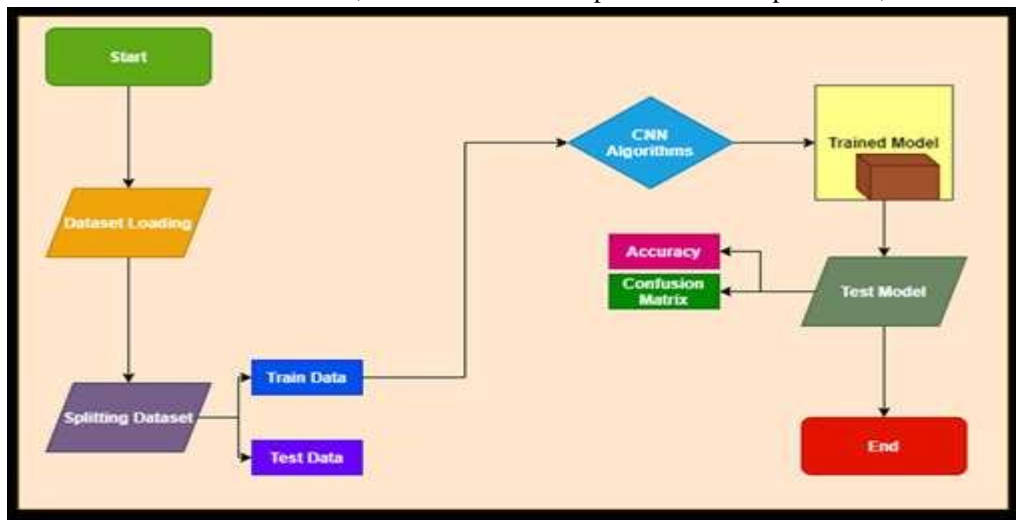 Start
Dataset Loading
Splitting Dataset
Train Data
Test Data
CNN
Algorithms
Trained Model
Accuracy
Confusion
Matrix
Test Model
End